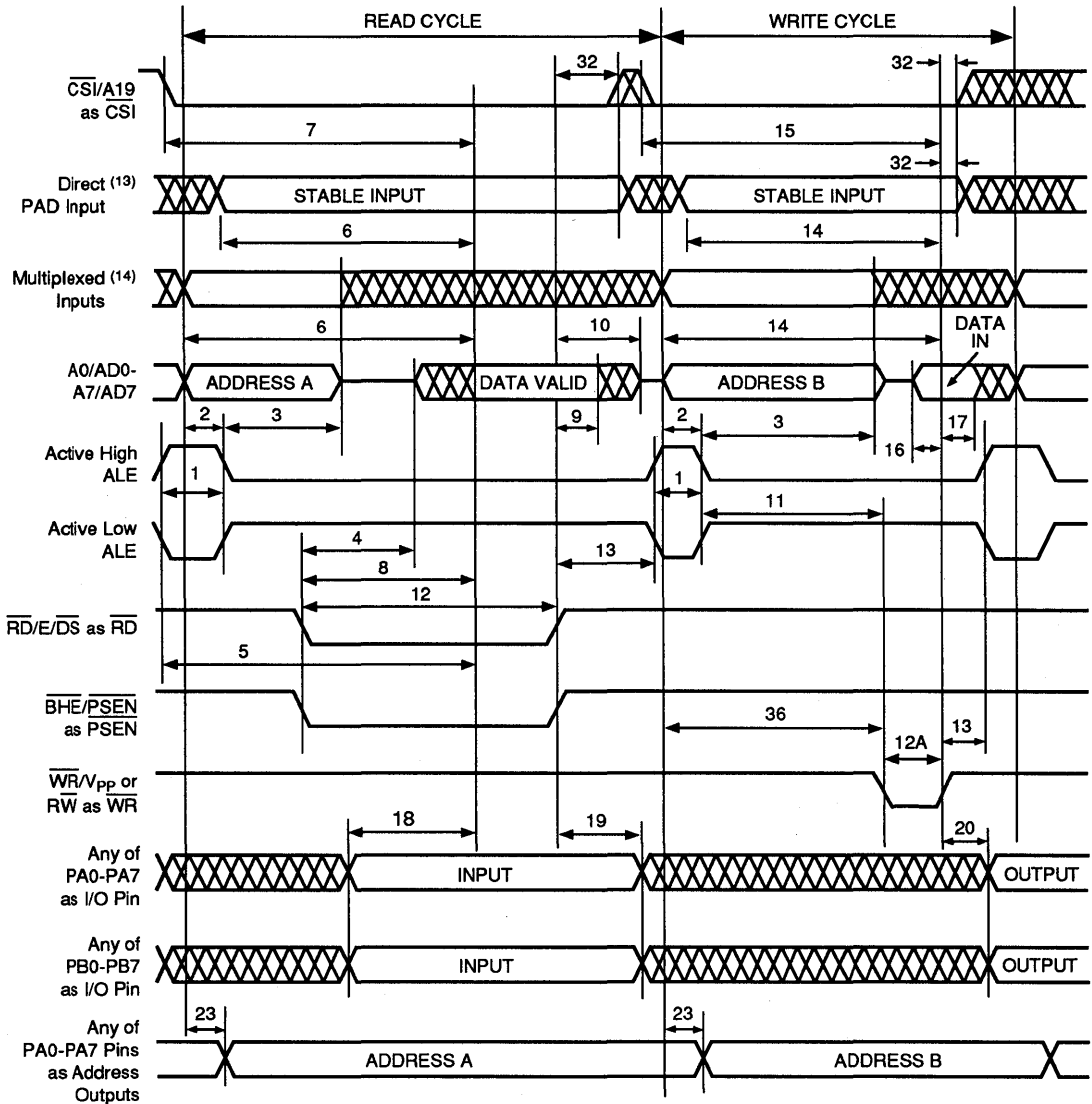 READ CYCLE WRITE CYCLE
32 32
CSI/A19
as CSI
7 15
32
Direct (13)
PAD Input
STABLE INPUT STABLE INPUT
6 14
Multiplexed (14)
Inputs
6 10 14 DATA
IN
A0/AD0-
A7/AD7
ADDRESS A DATA VALID ADDRESS B
2 3 9 2 3 16 17
Active High
ALE
1 1
11
Active Low
ALE
4 13
8
12
RD/E/DS as RD
5
BHE/PSEN
as PSEN
36 12A 13
WR/VPP or
RW as WR
18 19 20
Any of
PA0-PA7
as I/O Pin
INPUT OUTPUT
Any of
PB0-PB7
as I/O Pin
INPUT OUTPUT
23 23
Any of
PA0-PA7 Pins
as Address
Outputs
ADDRESS A ADDRESS B